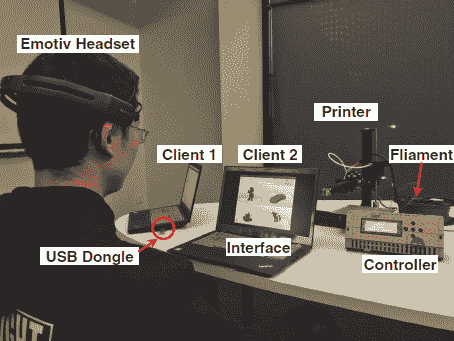 Emotiv Headset
Printer
Client 1
Client 2
Fliament
USB Dongle
Interface
Controller